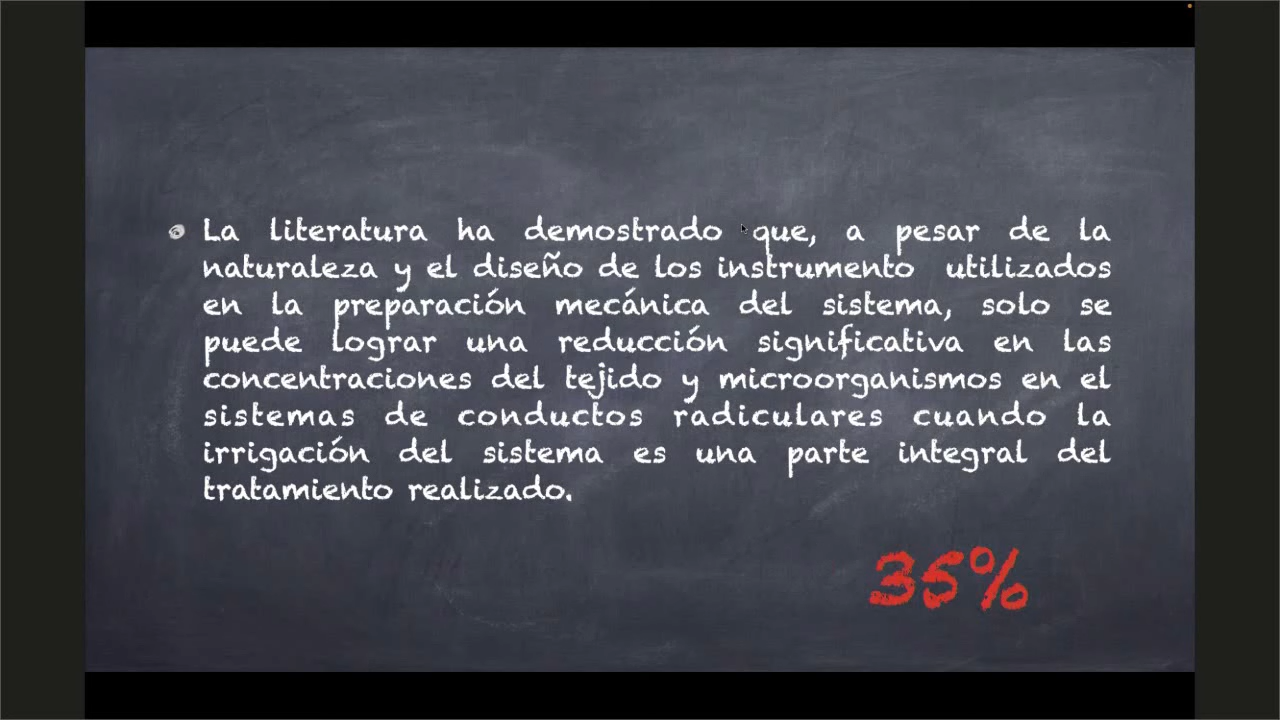 La literatura ha demostrado que, a pesar de la
naturaleza y el diseño de los instrumento utilizados
en la preparación mecánica del sistema, solo se
puede lograr una reducción significativa en las
concentraciones del tejido y microorganismos en el
sistemas de conductos radiculares cuando la
irrigación del sistema es una parte integral del
tratamiento realizado.
35%